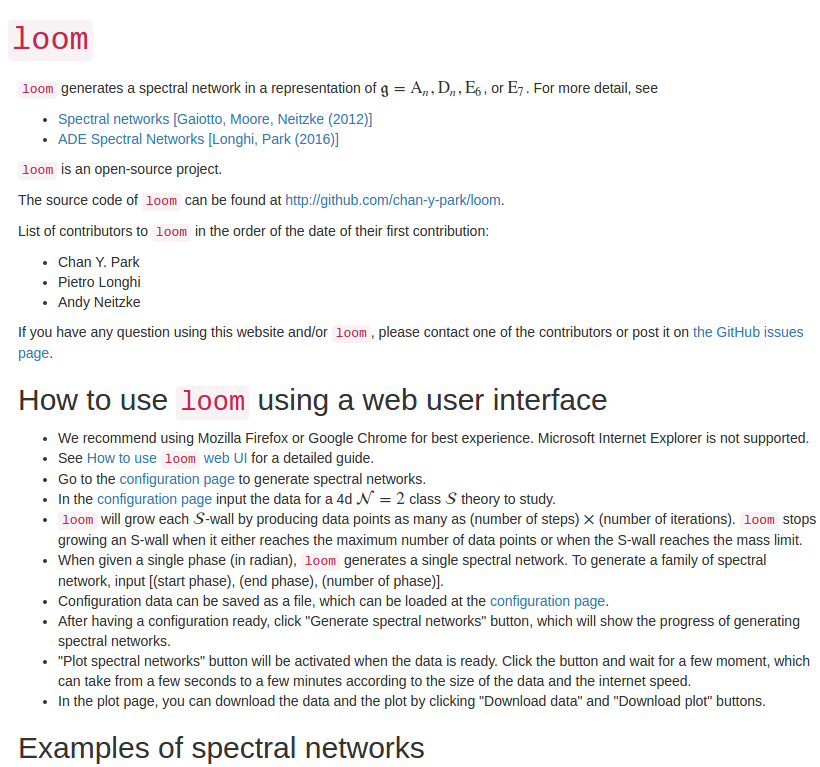 loom
loom generates a spectral network in a representation of 𝔤 = Aₙ, Dₙ, E₆, or E₇. For more detail, see
• Spectral networks [Gaiotto, Moore, Neitzke (2012)]
• ADE Spectral Networks [Longhi, Park (2016)]
loom is an open-source project.
The source code of loom can be found at http://github.com/chan-y-park/loom.
List of contributors to loom in the order of the date of their first contribution:
• Chan Y. Park
• Pietro Longhi
• Andy Neitzke
If you have any question using this website and/or loom, please contact one of the contributors or post it on the GitHub issues
page.
How to use loom using a web user interface
• We recommend using Mozilla Firefox or Google Chrome for best experience. Microsoft Internet Explorer is not supported.
• See How to use loom web UI for a detailed guide.
• Go to the configuration page to generate spectral networks.
• In the configuration page input the data for a 4d 𝒩 = 2 class 𝒮 theory to study.
• loom will grow each 𝒮-wall by producing data points as many as (number of steps) × (number of iterations). loom stops
growing an S-wall when it either reaches the maximum number of data points or when the S-wall reaches the mass limit.
• When given a single phase (in radian), loom generates a single spectral network. To generate a family of spectral
network, input [(start phase), (end phase), (number of phase)].
• Configuration data can be saved as a file, which can be loaded at the configuration page.
• After having a configuration ready, click "Generate spectral networks" button, which will show the progress of generating
spectral networks.
• "Plot spectral networks" button will be activated when the data is ready. Click the button and wait for a few moment, which
can take from a few seconds to a few minutes according to the size of the data and the internet speed.
• In the plot page, you can download the data and the plot by clicking "Download data" and "Download plot" buttons.
Examples of spectral networks